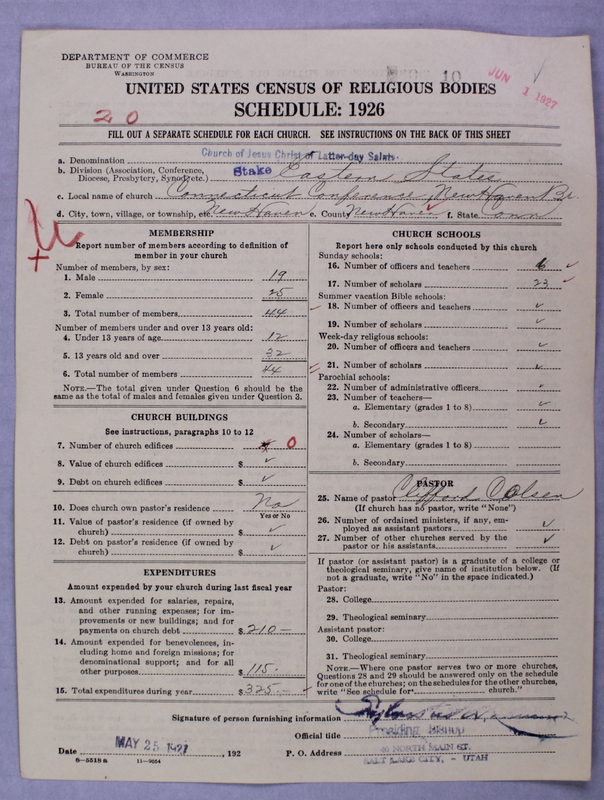 DEPARTMENT OF COMMERCE
BUREAU OF THE CENSUS
WASHINGTON
10
JUN 1 1927
UNITED STATES CENSUS OF RELIGIOUS BODIES
SCHEDULE: 1926
20
FILL OUT A SEPARATE SCHEDULE FOR EACH CHURCH. SEE INSTRUCTIONS ON THE BACK OF THIS SHEET
a. Denomination Church of Jesus Christ of Latter-day Saints.
b. Division (Association, Conference, Diocese, Presbytery, Synod, etc.) Stake Eastern States
c. Local name of church Connecticut Conference, New Haven Br.
d. City, town, village, or township, etc. New Haven e. County New Haven f. State Conn
MEMBERSHIP
Report number of members according to definition of
member in your church
Number of members, by sex:
1. Male 19
2. Female 25
3. Total number of members 44
Number of members under and over 13 years old:
4. Under 13 years of age 12
5. 13 years old and over 32
6. Total number of members 44
NOTE.—The total given under Question 6 should be
the same as the total of males and females given under Question 3.
CHURCH BUILDINGS
See instructions, paragraphs 10 to 12
7. Number of church edifices 0
8. Value of church edifices $ ✓
9. Debt on church edifices $ ✓
10. Does church own pastor's residence No
Yes or No
11. Value of pastor's residence (if owned by
church) $ ✓
12. Debt on pastor's residence (if owned by
church) $ ✓
EXPENDITURES
Amount expended by your church during last fiscal year
13. Amount expended for salaries, repairs,
and other running expenses; for im-
provements or new buildings; and for
payments on church debt $ 210 —
14. Amount expended for benevolences, in-
cluding home and foreign missions; for
denominational support; and for all
other purposes $ 115.
15. Total expenditures during year $ 325 —
CHURCH SCHOOLS
Report here only schools conducted by this church
Sunday schools:
16. Number of officers and teachers 6 ✓
17. Number of scholars 23 ✓
Summer vacation Bible schools:
18. Number of officers and teachers ✓
19. Number of scholars ✓
Week-day religious schools:
20. Number of officers and teachers ✓
21. Number of scholars ✓
Parochial schools:
22. Number of administrative officers ✓
23. Number of teachers—
a. Elementary (grades 1 to 8) ✓
b. Secondary ✓
24. Number of scholars—
a. Elementary (grades 1 to 8) ✓
b. Secondary ✓
PASTOR
25. Name of pastor Clifford Olsen
(If church has no pastor, write "None")
26. Number of ordained ministers, if any, em-
ployed as assistant pastors ✓
27. Number of other churches served by the
pastor or his assistants ✓
If pastor (or assistant pastor) is a graduate of a college or
theological seminary, give name of institution below. (If
not a graduate, write "No" in the space indicated.)
Pastor:
28. College
29. Theological seminary
Assistant pastor:
30. College
31. Theological seminary
NOTE.—Where one pastor serves two or more churches,
Questions 28 and 29 should be answered only on the schedule
for one of the churches; on the schedules for the other churches,
write "See schedule for church."
Signature of person furnishing information
Official title Presiding Bishop
Date MAY 25 1927, 192 P. O. Address 40 NORTH MAIN ST.
SALT LAKE CITY, - UTAH
8—5518a 11—9054